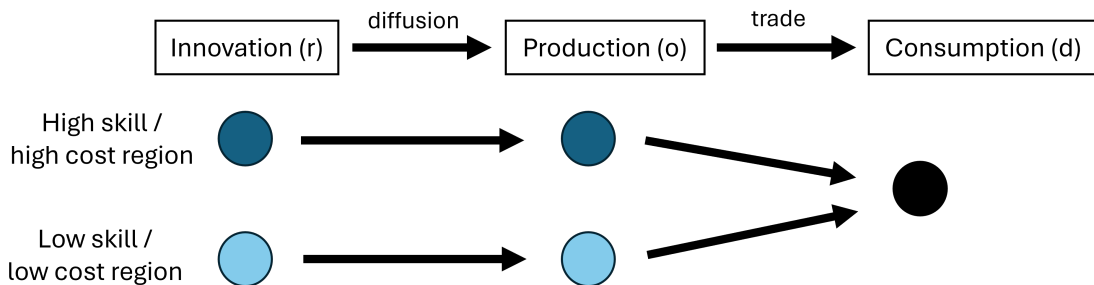 diffusion
trade
Innovation (r)
Production (o)
Consumption (d)
High skill /
high cost region
Low skill /
low cost region